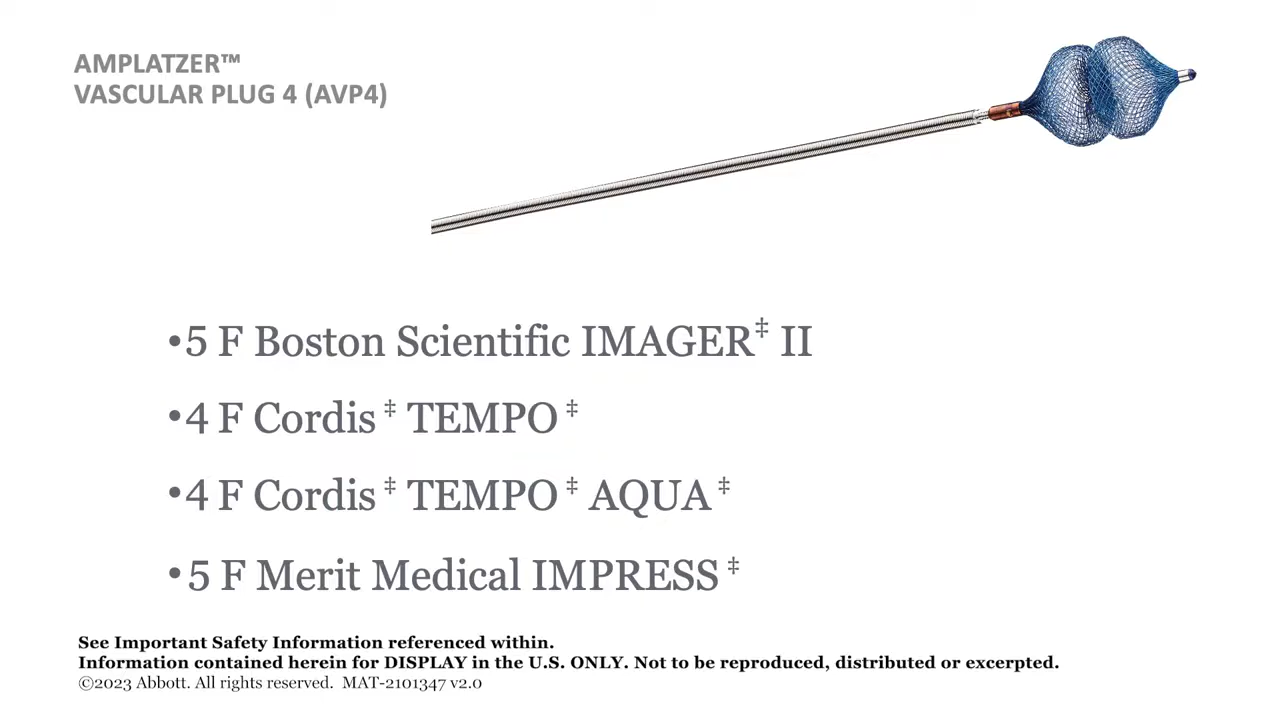 AMPLATZER™
VASCULAR PLUG 4 (AVP4)
•5 F Boston Scientific IMAGER‡ II
•4 F Cordis ‡ TEMPO ‡
•4 F Cordis ‡ TEMPO ‡ AQUA ‡
•5 F Merit Medical IMPRESS ‡
See Important Safety Information referenced within.
Information contained herein for DISPLAY in the U.S. ONLY. Not to be reproduced, distributed or excerpted.
©2023 Abbott. All rights reserved. MAT-2101347 v2.0